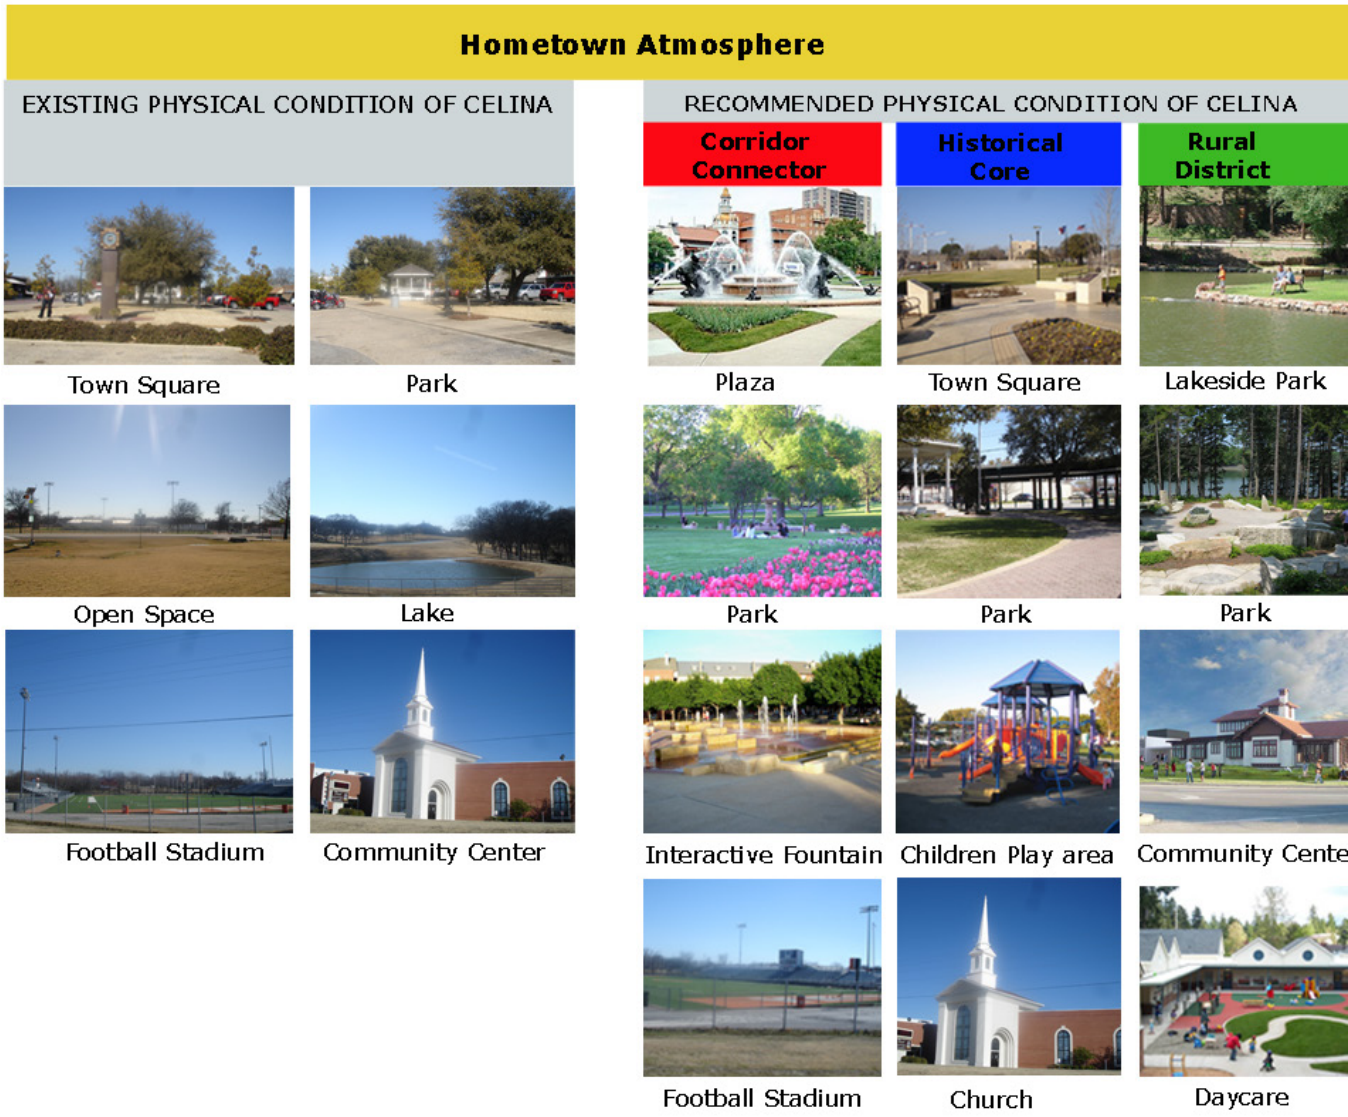 Hometown Atmosphere
EXISTING PHYSICAL CONDITION OF CELINA
RECOMMENDED PHYSICAL CONDITION OF CELINA
Corridor
Connector
Historical
Core
Rural
District
Town Square
Park
Plaza
Town Square
Lakeside Park
Open Space
Lake
Park
Park
Park
Football Stadium
Community Center
Interactive Fountain
Children Play area
Community Cente
Football Stadium
Church
Daycare